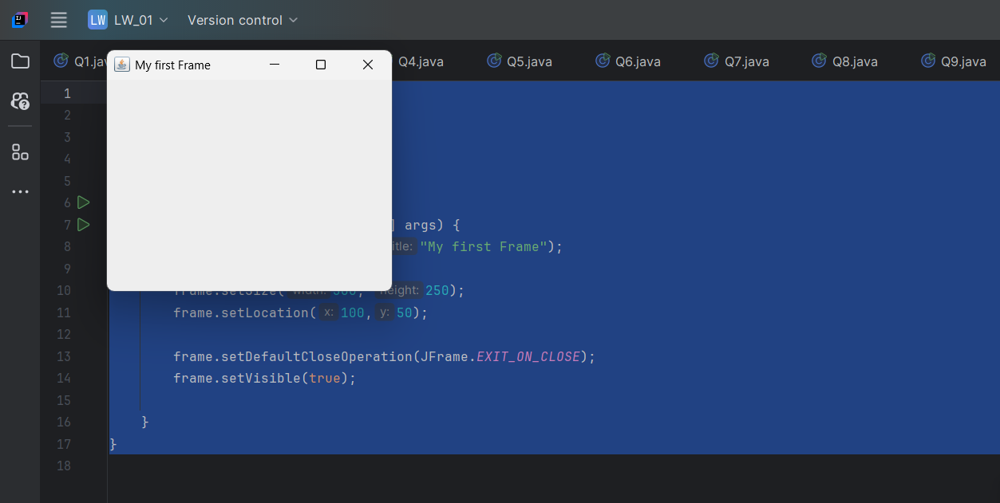 LW LW_01 Version control
Q1.jav Q4.java Q5.java Q6.java Q7.java Q8.java Q9.java
My first Frame
1
2
3
4
5
6
7 ] args) {
8 itle: "My first Frame");
9
10 frame.setSize( width: 300, height: 250);
11 frame.setLocation( x: 100, y: 50);
12
13 frame.setDefaultCloseOperation(JFrame.EXIT_ON_CLOSE);
14 frame.setVisible(true);
15
16 }
17 }
18